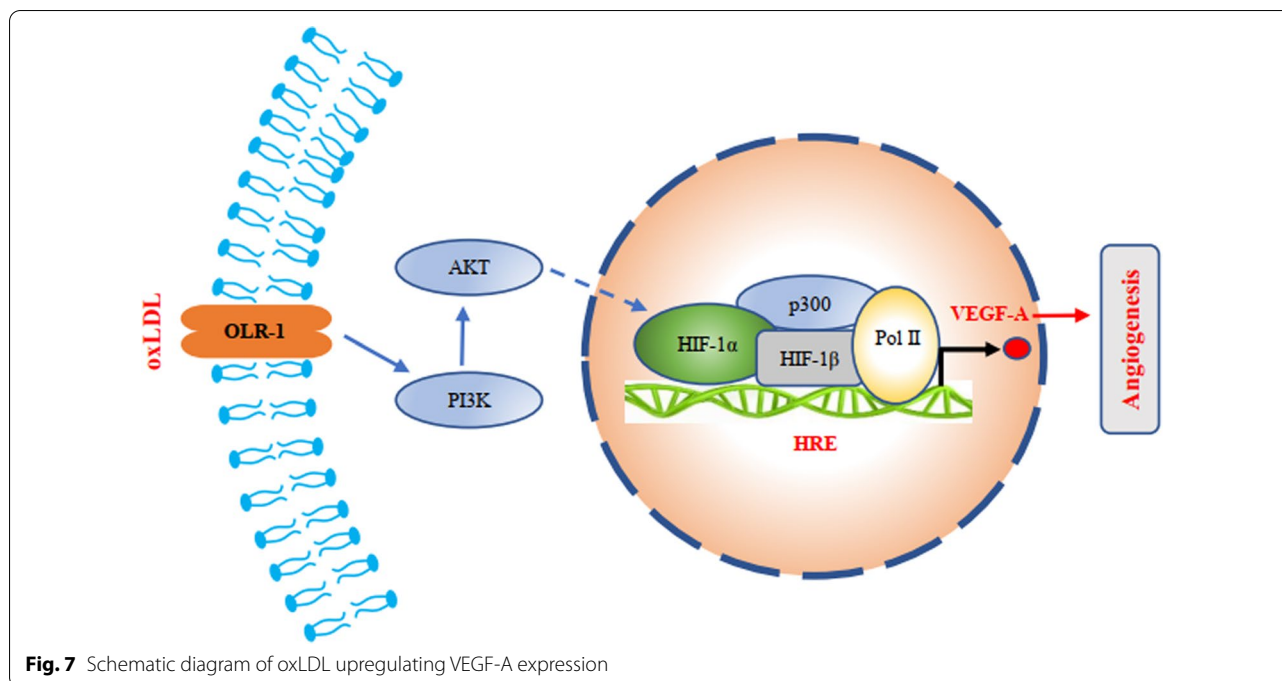 oxLDL
OLR-1
AKT
PI3K
p300
HIF-1α
HIF-1β
Pol II
VEGF-A
HRE
Angiogenesis
Fig. 7 Schematic diagram of oxLDL upregulating VEGF-A expression